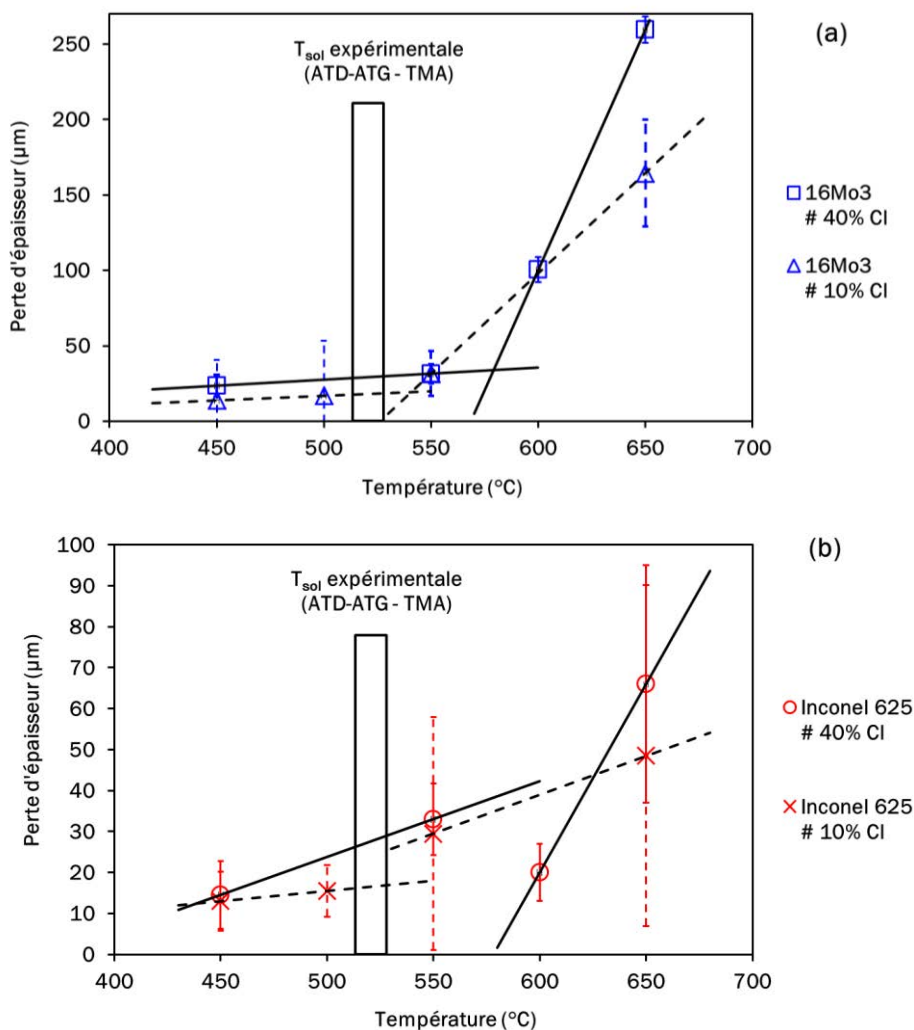 (a)
T_sol expérimentale
(ATD-ATG - TMA)
Perte d'épaisseur (µm)
250
200
150
100
50
0
400 450 500 550 600 650 700
Température (°C)
16Mo3
# 40% Cl
16Mo3
# 10% Cl
(b)
T_sol expérimentale
(ATD-ATG - TMA)
Perte d'épaisseur (µm)
100
90
80
70
60
50
40
30
20
10
0
400 450 500 550 600 650 700
Température (°C)
Inconel 625
# 40% Cl
Inconel 625
# 10% Cl